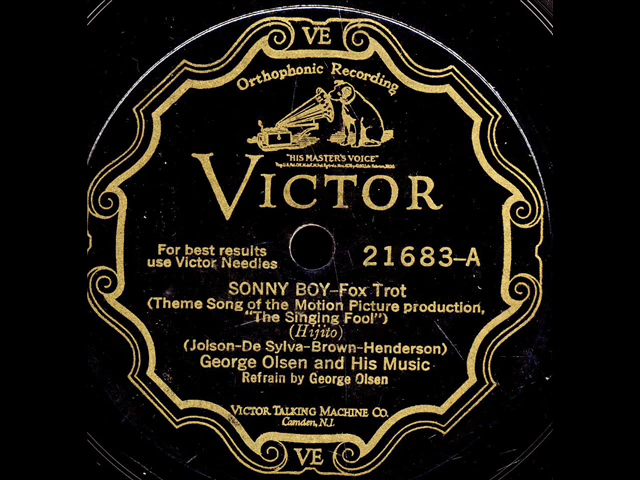 VE
Orthophonic Recording
"HIS MASTER'S VOICE"
VICTOR
For best results
use Victor Needles
21683-A
SONNY BOY-Fox Trot
(Theme Song of the Motion Picture production,
"The Singing Fool")
(Hijito)
(Jolson-De Sylva-Brown-Henderson)
George Olsen and His Music
Refrain by George Olsen
VICTOR TALKING MACHINE CO.
Camden, N.J.
VE